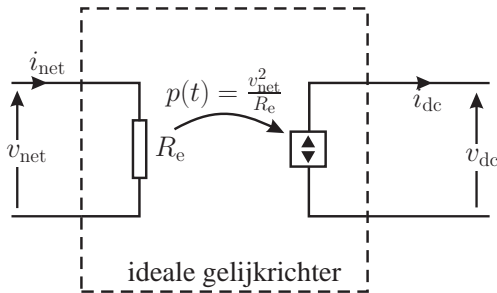 i_net
p(t) = v_net^2 / R_e
i_dc
v_net
R_e
v_dc
ideale gelijkrichter